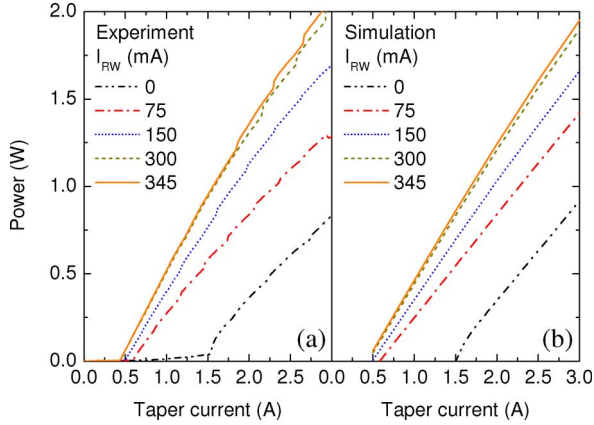 2.0
1.5
1.0
0.5
0.0
Power (W)
Experiment
I_RW (mA)
0
75
150
300
345
(a)
Simulation
I_RW (mA)
0
75
150
300
345
(b)
0.0 0.5 1.0 1.5 2.0 2.5 3.0
0.5 1.0 1.5 2.0 2.5 3.0
Taper current (A)
Taper current (A)